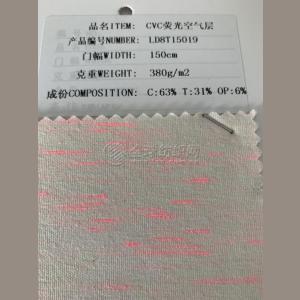 品名ITEM: CVC荧光空气层
产品编号NUMBER: LD8T15019
门幅WIDTH: 150cm
克重WEIGHT: 380g/m2
成份COMPOSITION: C:63% T:31% OP:6%